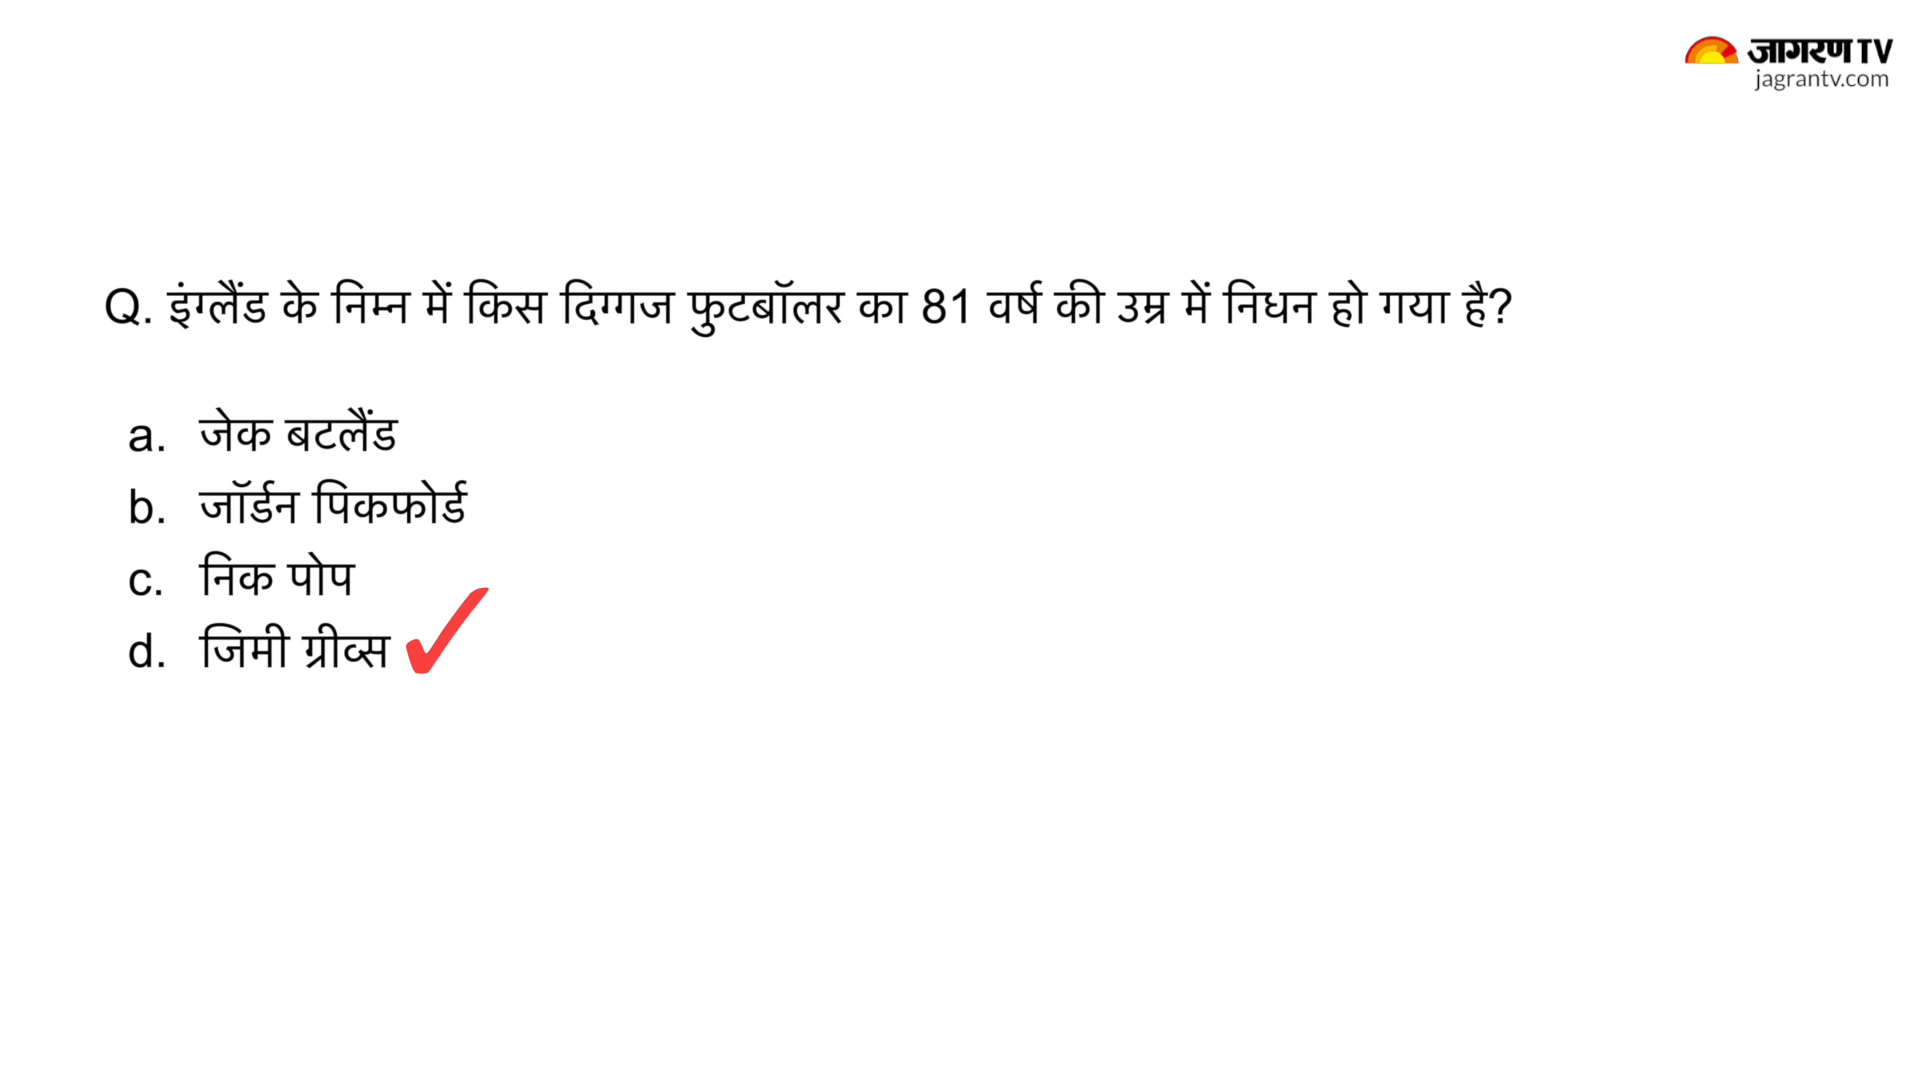 जागरण TV
jagrantv.com
Q. इंग्लैंड के निम्न में किस दिग्गज फुटबॉलर का 81 वर्ष की उम्र में निधन हो गया है?
a. जेक बटलैंड
b. जॉर्डन पिकफोर्ड
c. निक पोप
d. जिमी ग्रीव्स